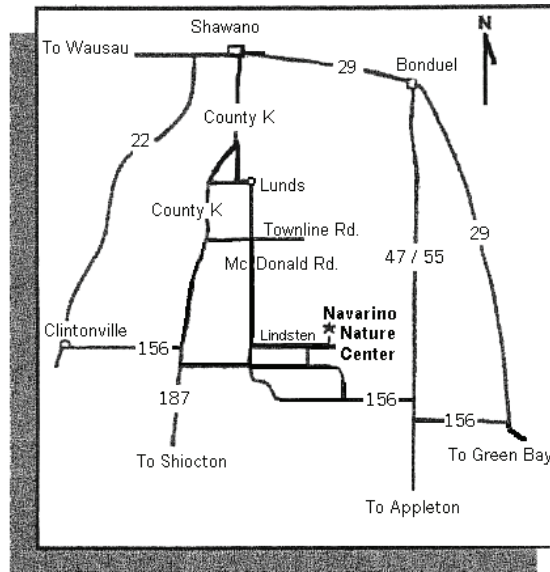 Shawano
N
To Wausau
Bonduel
29
County K
22
Lunds
County K
Townline Rd.
29
47 / 55
Mc Donald Rd.
Navarino
Clintonville
Lindsten
Nature
156
Center
187
156
156
To Shiocton
To Green Bay
To Appleton